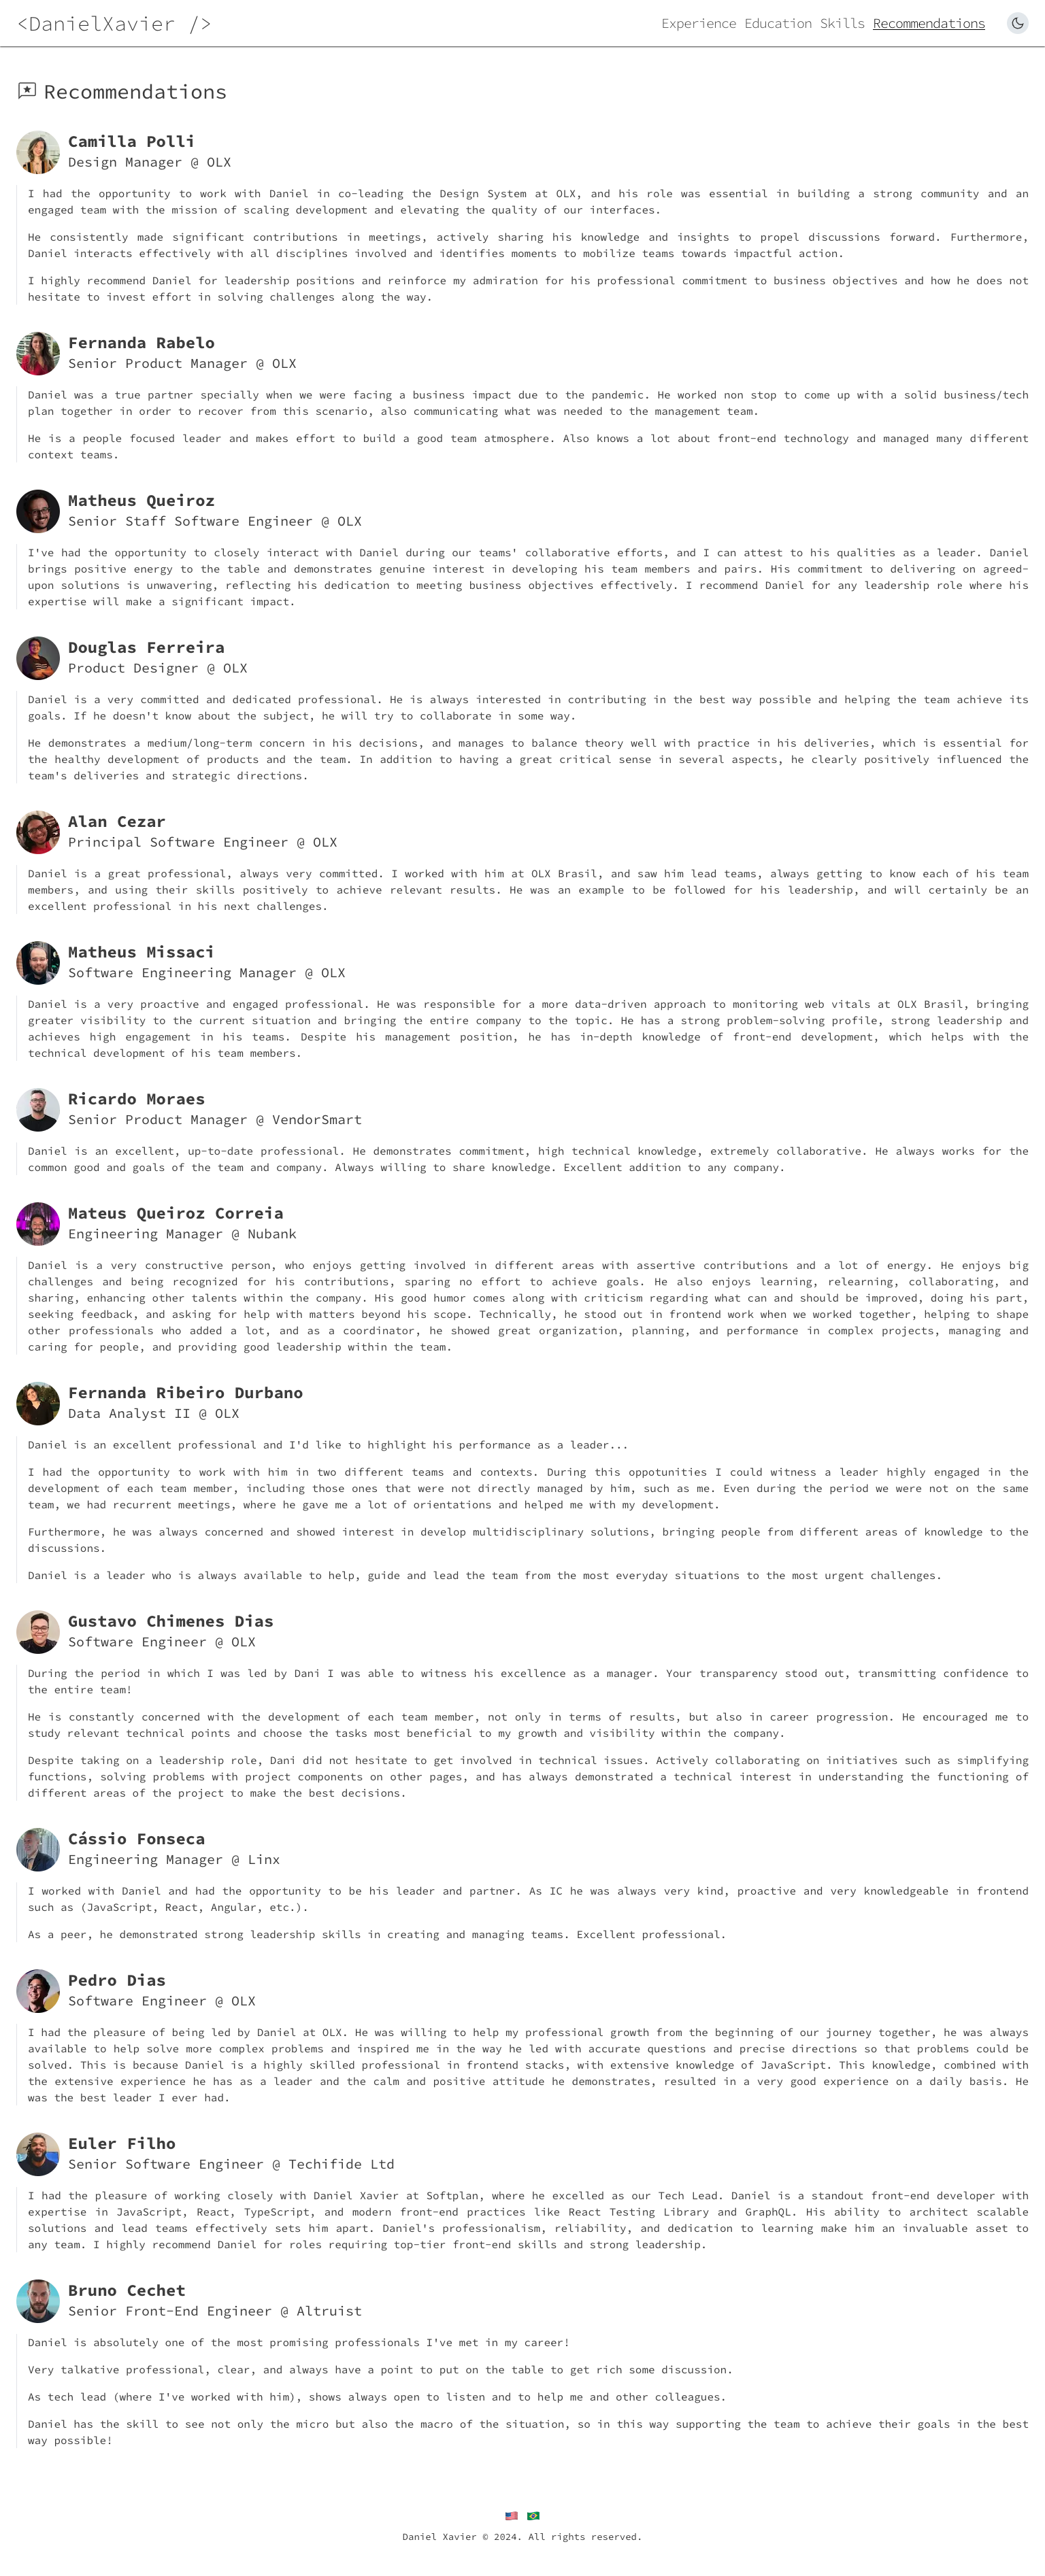 <DanielXavier />
Experience Education Skills Recommendations
Recommendations
Camilla Polli
Design Manager @ OLX
I had the opportunity to work with Daniel in co-leading the Design System at OLX, and his role was essential in building a strong community and an
engaged team with the mission of scaling development and elevating the quality of our interfaces.
He consistently made significant contributions in meetings, actively sharing his knowledge and insights to propel discussions forward. Furthermore,
Daniel interacts effectively with all disciplines involved and identifies moments to mobilize teams towards impactful action.
I highly recommend Daniel for leadership positions and reinforce my admiration for his professional commitment to business objectives and how he does not
hesitate to invest effort in solving challenges along the way.
Fernanda Rabelo
Senior Product Manager @ OLX
Daniel was a true partner specially when we were facing a business impact due to the pandemic. He worked non stop to come up with a solid business/tech
plan together in order to recover from this scenario, also communicating what was needed to the management team.
He is a people focused leader and makes effort to build a good team atmosphere. Also knows a lot about front-end technology and managed many different
context teams.
Matheus Queiroz
Senior Staff Software Engineer @ OLX
I've had the opportunity to closely interact with Daniel during our teams' collaborative efforts, and I can attest to his qualities as a leader. Daniel
brings positive energy to the table and demonstrates genuine interest in developing his team members and pairs. His commitment to delivering on agreed-
upon solutions is unwavering, reflecting his dedication to meeting business objectives effectively. I recommend Daniel for any leadership role where his
expertise will make a significant impact.
Douglas Ferreira
Product Designer @ OLX
Daniel is a very committed and dedicated professional. He is always interested in contributing in the best way possible and helping the team achieve its
goals. If he doesn't know about the subject, he will try to collaborate in some way.
He demonstrates a medium/long-term concern in his decisions, and manages to balance theory well with practice in his deliveries, which is essential for
the healthy development of products and the team. In addition to having a great critical sense in several aspects, he clearly positively influenced the
team's deliveries and strategic directions.
Alan Cezar
Principal Software Engineer @ OLX
Daniel is a great professional, always very committed. I worked with him at OLX Brasil, and saw him lead teams, always getting to know each of his team
members, and using their skills positively to achieve relevant results. He was an example to be followed for his leadership, and will certainly be an
excellent professional in his next challenges.
Matheus Missaci
Software Engineering Manager @ OLX
Daniel is a very proactive and engaged professional. He was responsible for a more data-driven approach to monitoring web vitals at OLX Brasil, bringing
greater visibility to the current situation and bringing the entire company to the topic. He has a strong problem-solving profile, strong leadership and
achieves high engagement in his teams. Despite his management position, he has in-depth knowledge of front-end development, which helps with the
technical development of his team members.
Ricardo Moraes
Senior Product Manager @ VendorSmart
Daniel is an excellent, up-to-date professional. He demonstrates commitment, high technical knowledge, extremely collaborative. He always works for the
common good and goals of the team and company. Always willing to share knowledge. Excellent addition to any company.
Mateus Queiroz Correia
Engineering Manager @ Nubank
Daniel is a very constructive person, who enjoys getting involved in different areas with assertive contributions and a lot of energy. He enjoys big
challenges and being recognized for his contributions, sparing no effort to achieve goals. He also enjoys learning, relearning, collaborating, and
sharing, enhancing other talents within the company. His good humor comes along with criticism regarding what can and should be improved, doing his part,
seeking feedback, and asking for help with matters beyond his scope. Technically, he stood out in frontend work when we worked together, helping to shape
other professionals who added a lot, and as a coordinator, he showed great organization, planning, and performance in complex projects, managing and
caring for people, and providing good leadership within the team.
Fernanda Ribeiro Durbano
Data Analyst II @ OLX
Daniel is an excellent professional and I'd like to highlight his performance as a leader...
I had the opportunity to work with him in two different teams and contexts. During this oppotunities I could witness a leader highly engaged in the
development of each team member, including those ones that were not directly managed by him, such as me. Even during the period we were not on the same
team, we had recurrent meetings, where he gave me a lot of orientations and helped me with my development.
Furthermore, he was always concerned and showed interest in develop multidisciplinary solutions, bringing people from different areas of knowledge to the
discussions.
Daniel is a leader who is always available to help, guide and lead the team from the most everyday situations to the most urgent challenges.
Gustavo Chimenes Dias
Software Engineer @ OLX
During the period in which I was led by Dani I was able to witness his excellence as a manager. Your transparency stood out, transmitting confidence to
the entire team!
He is constantly concerned with the development of each team member, not only in terms of results, but also in career progression. He encouraged me to
study relevant technical points and choose the tasks most beneficial to my growth and visibility within the company.
Despite taking on a leadership role, Dani did not hesitate to get involved in technical issues. Actively collaborating on initiatives such as simplifying
functions, solving problems with project components on other pages, and has always demonstrated a technical interest in understanding the functioning of
different areas of the project to make the best decisions.
Cássio Fonseca
Engineering Manager @ Linx
I worked with Daniel and had the opportunity to be his leader and partner. As IC he was always very kind, proactive and very knowledgeable in frontend
such as (JavaScript, React, Angular, etc.).
As a peer, he demonstrated strong leadership skills in creating and managing teams. Excellent professional.
Pedro Dias
Software Engineer @ OLX
I had the pleasure of being led by Daniel at OLX. He was willing to help my professional growth from the beginning of our journey together, he was always
available to help solve more complex problems and inspired me in the way he led with accurate questions and precise directions so that problems could be
solved. This is because Daniel is a highly skilled professional in frontend stacks, with extensive knowledge of JavaScript. This knowledge, combined with
the extensive experience he has as a leader and the calm and positive attitude he demonstrates, resulted in a very good experience on a daily basis. He
was the best leader I ever had.
Euler Filho
Senior Software Engineer @ Techifide Ltd
I had the pleasure of working closely with Daniel Xavier at Softplan, where he excelled as our Tech Lead. Daniel is a standout front-end developer with
expertise in JavaScript, React, TypeScript, and modern front-end practices like React Testing Library and GraphQL. His ability to architect scalable
solutions and lead teams effectively sets him apart. Daniel's professionalism, reliability, and dedication to learning make him an invaluable asset to
any team. I highly recommend Daniel for roles requiring top-tier front-end skills and strong leadership.
Bruno Cechet
Senior Front-End Engineer @ Altruist
Daniel is absolutely one of the most promising professionals I've met in my career!
Very talkative professional, clear, and always have a point to put on the table to get rich some discussion.
As tech lead (where I've worked with him), shows always open to listen and to help me and other colleagues.
Daniel has the skill to see not only the micro but also the macro of the situation, so in this way supporting the team to achieve their goals in the best
way possible!
Daniel Xavier © 2024. All rights reserved.